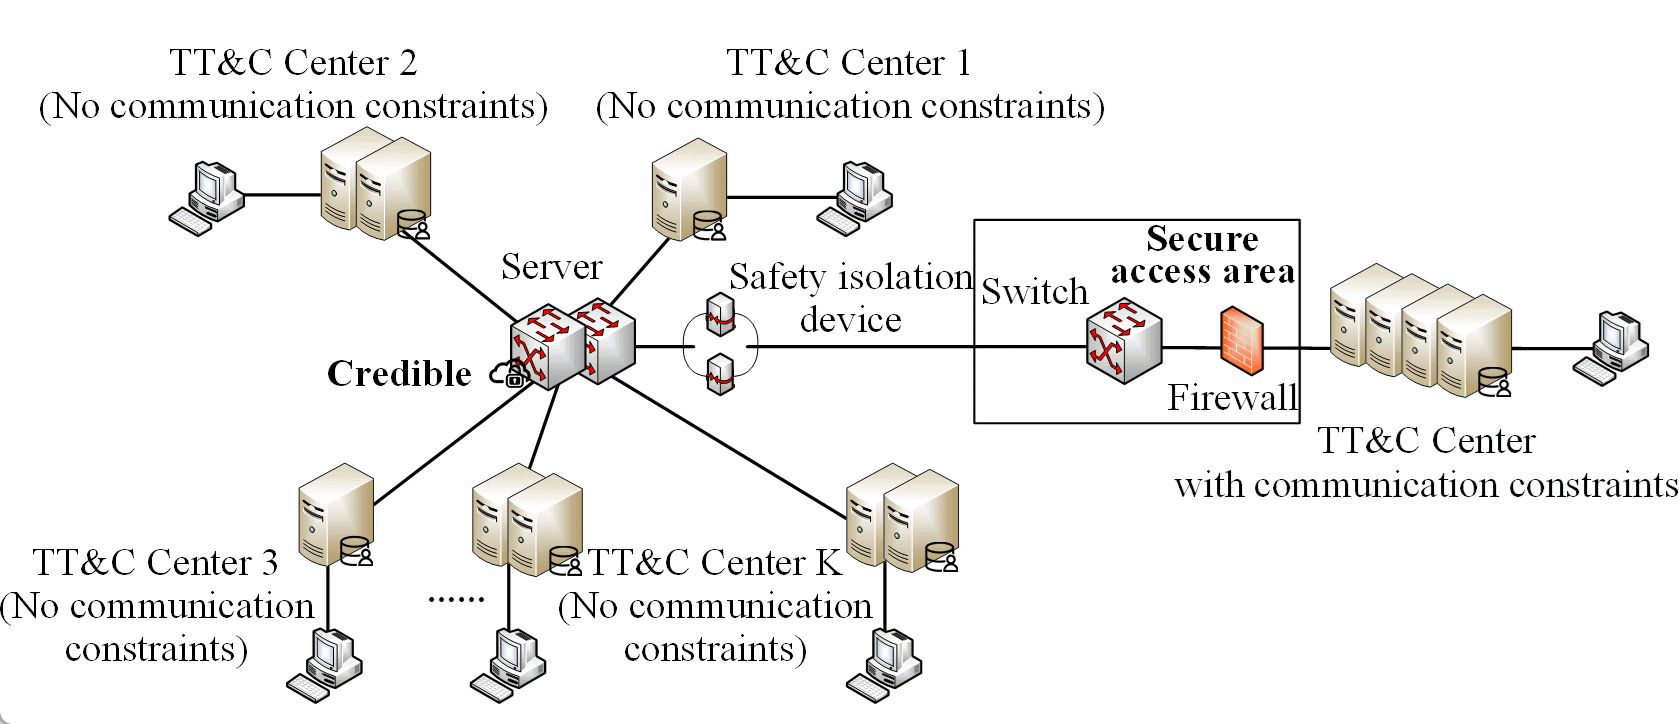 TT&C Center 2
(No communication constraints)
TT&C Center 1
(No communication constraints)
Server
Safety isolation
device
Switch
Secure
access area
Credible
Firewall
TT&C Center
with communication constraints
TT&C Center 3
(No communication
constraints)
......
TT&C Center K
(No communication
constraints)